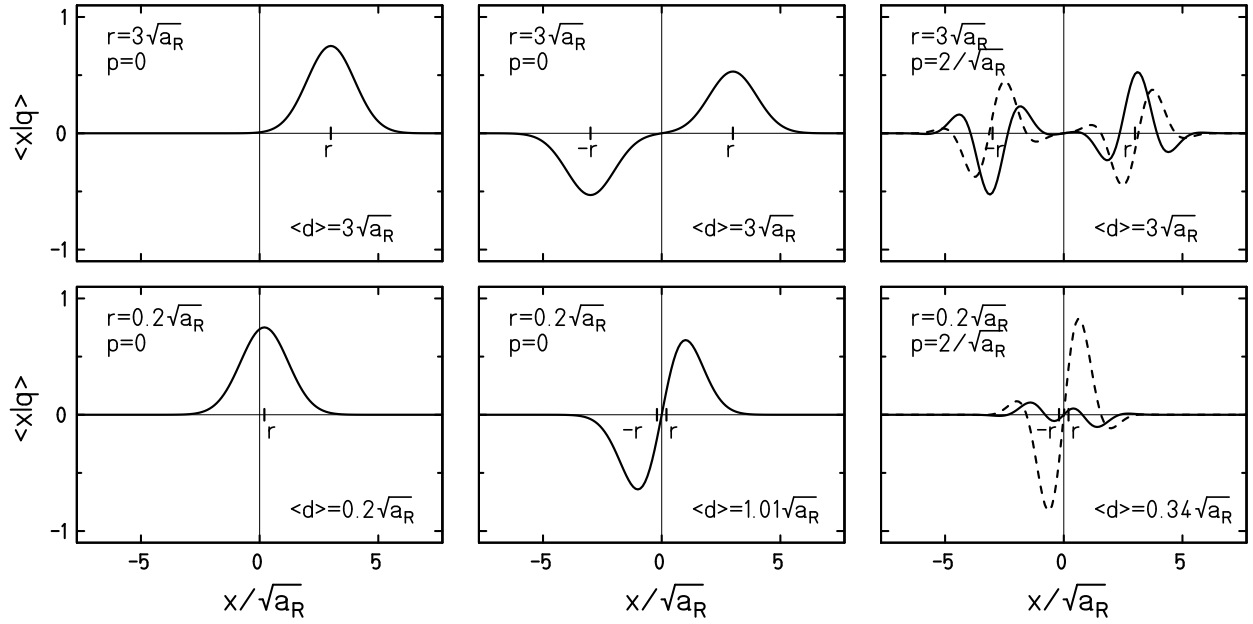 1
r=3√a_R
p=0
<x|q>
0
r
<d>=3√a_R
-1
r=3√a_R
p=0
-r
r
<d>=3√a_R
r=3√a_R
p=2/√a_R
-r
r
<d>=3√a_R
1
r=0.2√a_R
p=0
<x|q>
0
r
<d>=0.2√a_R
-1
-5 0 5
x/√a_R
r=0.2√a_R
p=0
-r r
<d>=1.01√a_R
-5 0 5
x/√a_R
r=0.2√a_R
p=2/√a_R
-r r
<d>=0.34√a_R
-5 0 5
x/√a_R